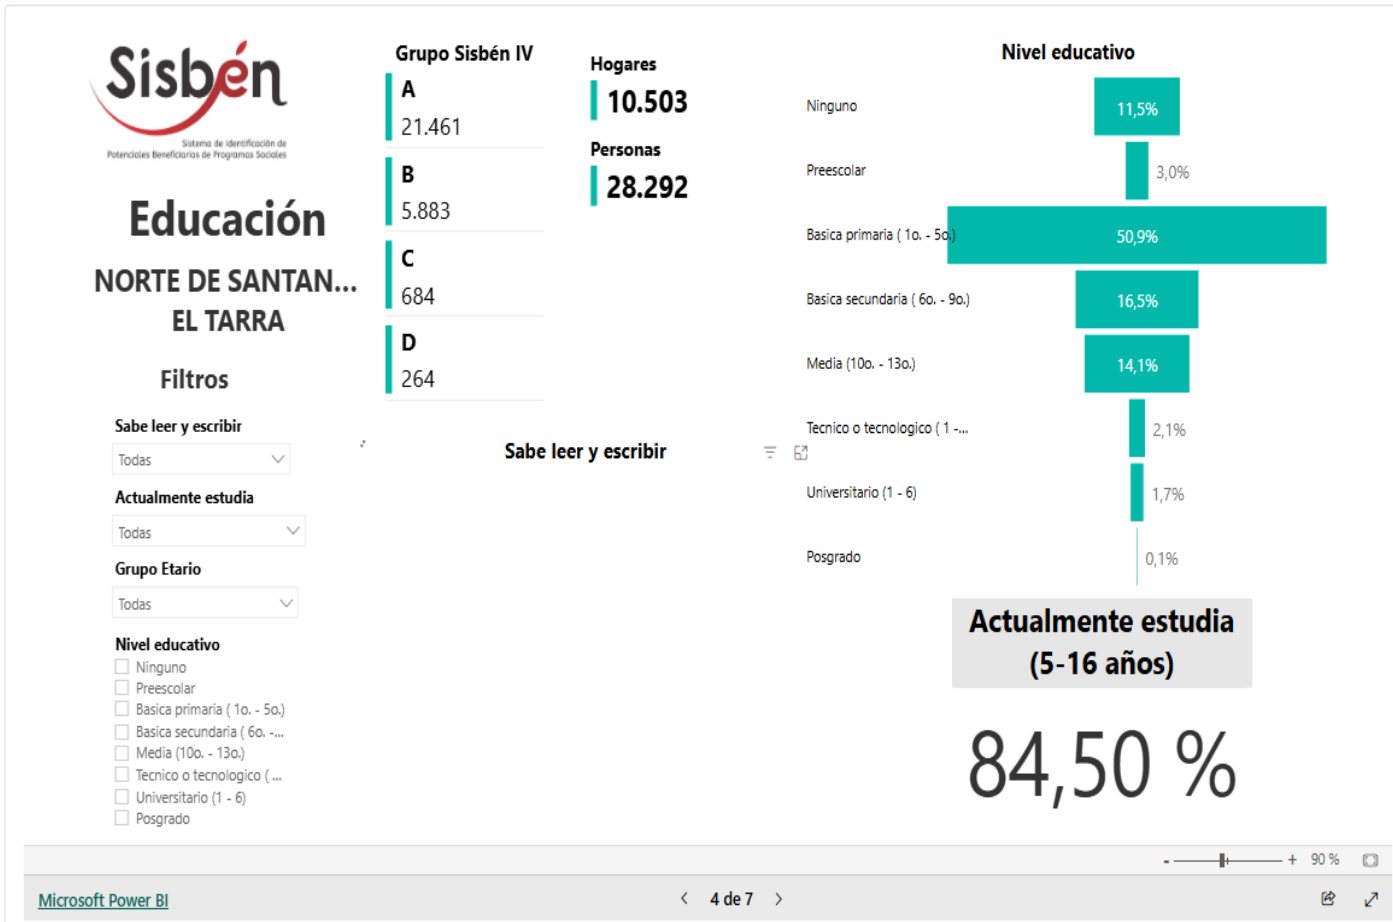 Sisbén
Sistema de Identificación de
Potenciales Beneficiarios de Programas Sociales
Educación
NORTE DE SANTAN...
EL TARRA
Filtros
Sabe leer y escribir
Todas
Actualmente estudia
Todas
Grupo Etario
Todas
Nivel educativo
Ninguno
Preescolar
Basica primaria ( 1o. - 5o.)
Basica secundaria ( 6o. -...
Media (10o. - 13o.)
Tecnico o tecnologico ( ...
Universitario (1 - 6)
Posgrado
Grupo Sisbén IV
A
21.461
B
5.883
C
684
D
264
Hogares
10.503
Personas
28.292
Sabe leer y escribir
Nivel educativo
Ninguno 11,5%
Preescolar 3,0%
Basica primaria ( 1o. - 5o.) 50,9%
Basica secundaria ( 6o. - 9o.) 16,5%
Media (10o. - 13o.) 14,1%
Tecnico o tecnologico ( 1 -... 2,1%
Universitario (1 - 6) 1,7%
Posgrado 0,1%
Actualmente estudia
(5-16 años)
84,50 %
- + 90 %
Microsoft Power BI
< 4 de 7 >